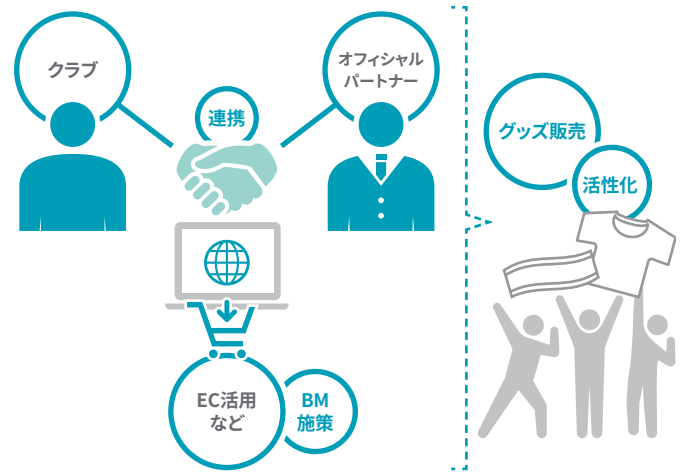 クラブ
オフィシャル
パートナー
連携
EC活用
など
BM
施策
グッズ販売
活性化